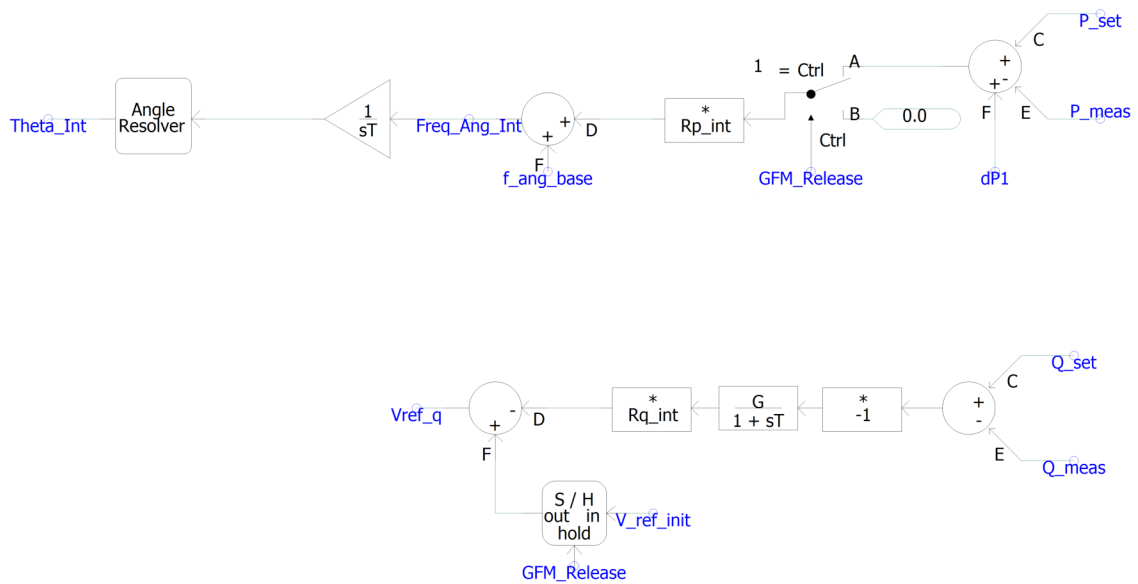 P_set
C
1 = Ctrl
A
+
+ -
Angle
Resolver
1
sT
*
Rp_int
B
0.0
F
E
P_meas
Theta_Int
Freq_Ang_Int
+
+
D
Ctrl
F
f_ang_base
GFM_Release
dP1
Q_set
C
Vref_q
-
+
D
*
Rq_int
G
1 + sT
*
-1
+
-
F
E
Q_meas
S / H
out in
hold
V_ref_init
GFM_Release